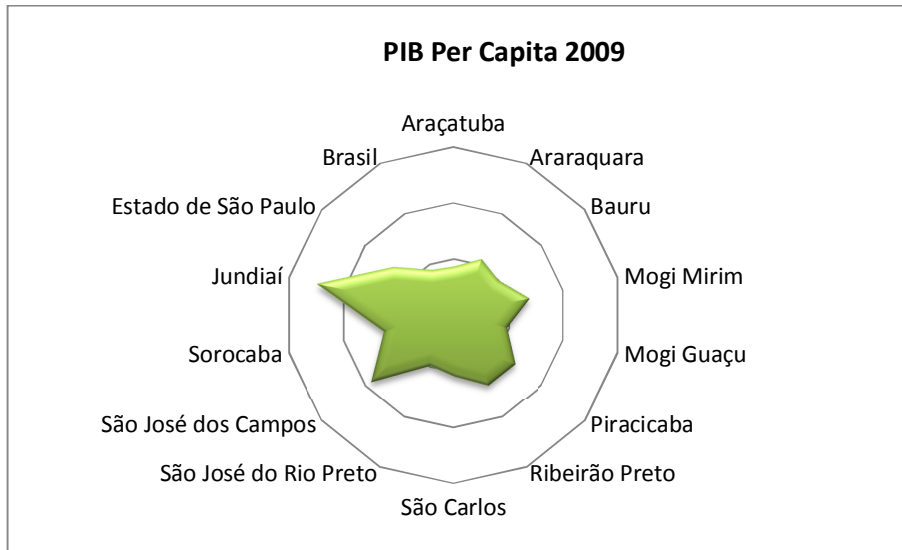 PIB Per Capita 2009
Araçatuba
Brasil
Araraquara
Estado de São Paulo
Bauru
Jundiaí
Mogi Mirim
Sorocaba
Mogi Guaçu
São José dos Campos
Piracicaba
São José do Rio Preto
Ribeirão Preto
São Carlos